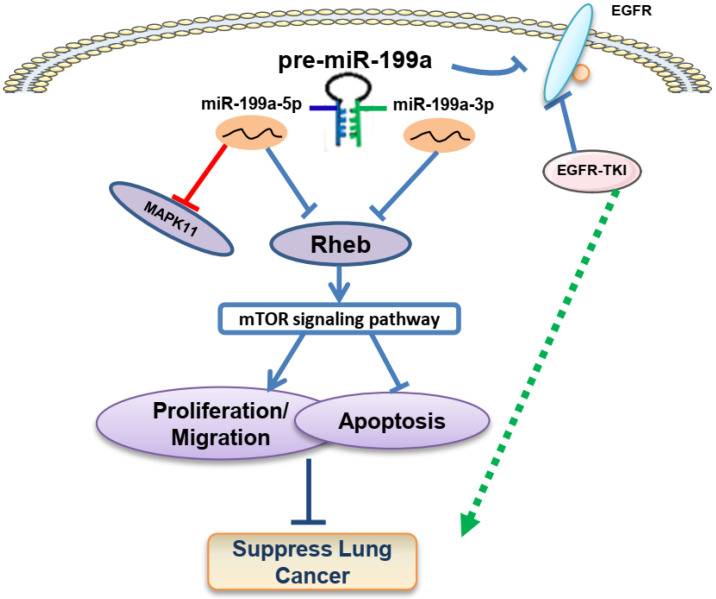 EGFR
pre-miR-199a
miR-199a-5p
miR-199a-3p
EGFR-TKI
MAPK11
Rheb
mTOR signaling pathway
Proliferation/
Migration
Apoptosis
Suppress Lung
Cancer